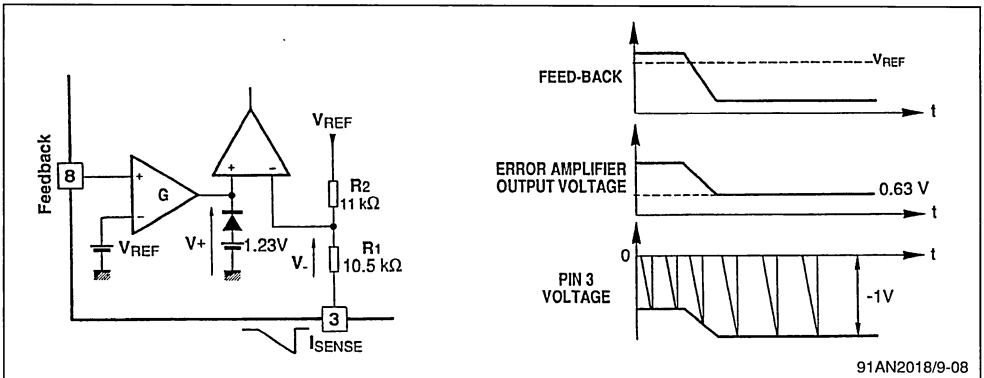 Feedback
8
+
-
G
VREF
V+
1.23V
+
-
V-
VREF
R2
11 kΩ
R1
10.5 kΩ
3
ISENSE
FEED-BACK
VREF
t
ERROR AMPLIFIER
OUTPUT VOLTAGE
0.63 V
t
0
t
PIN 3
VOLTAGE
-1V
91AN2018/9-08